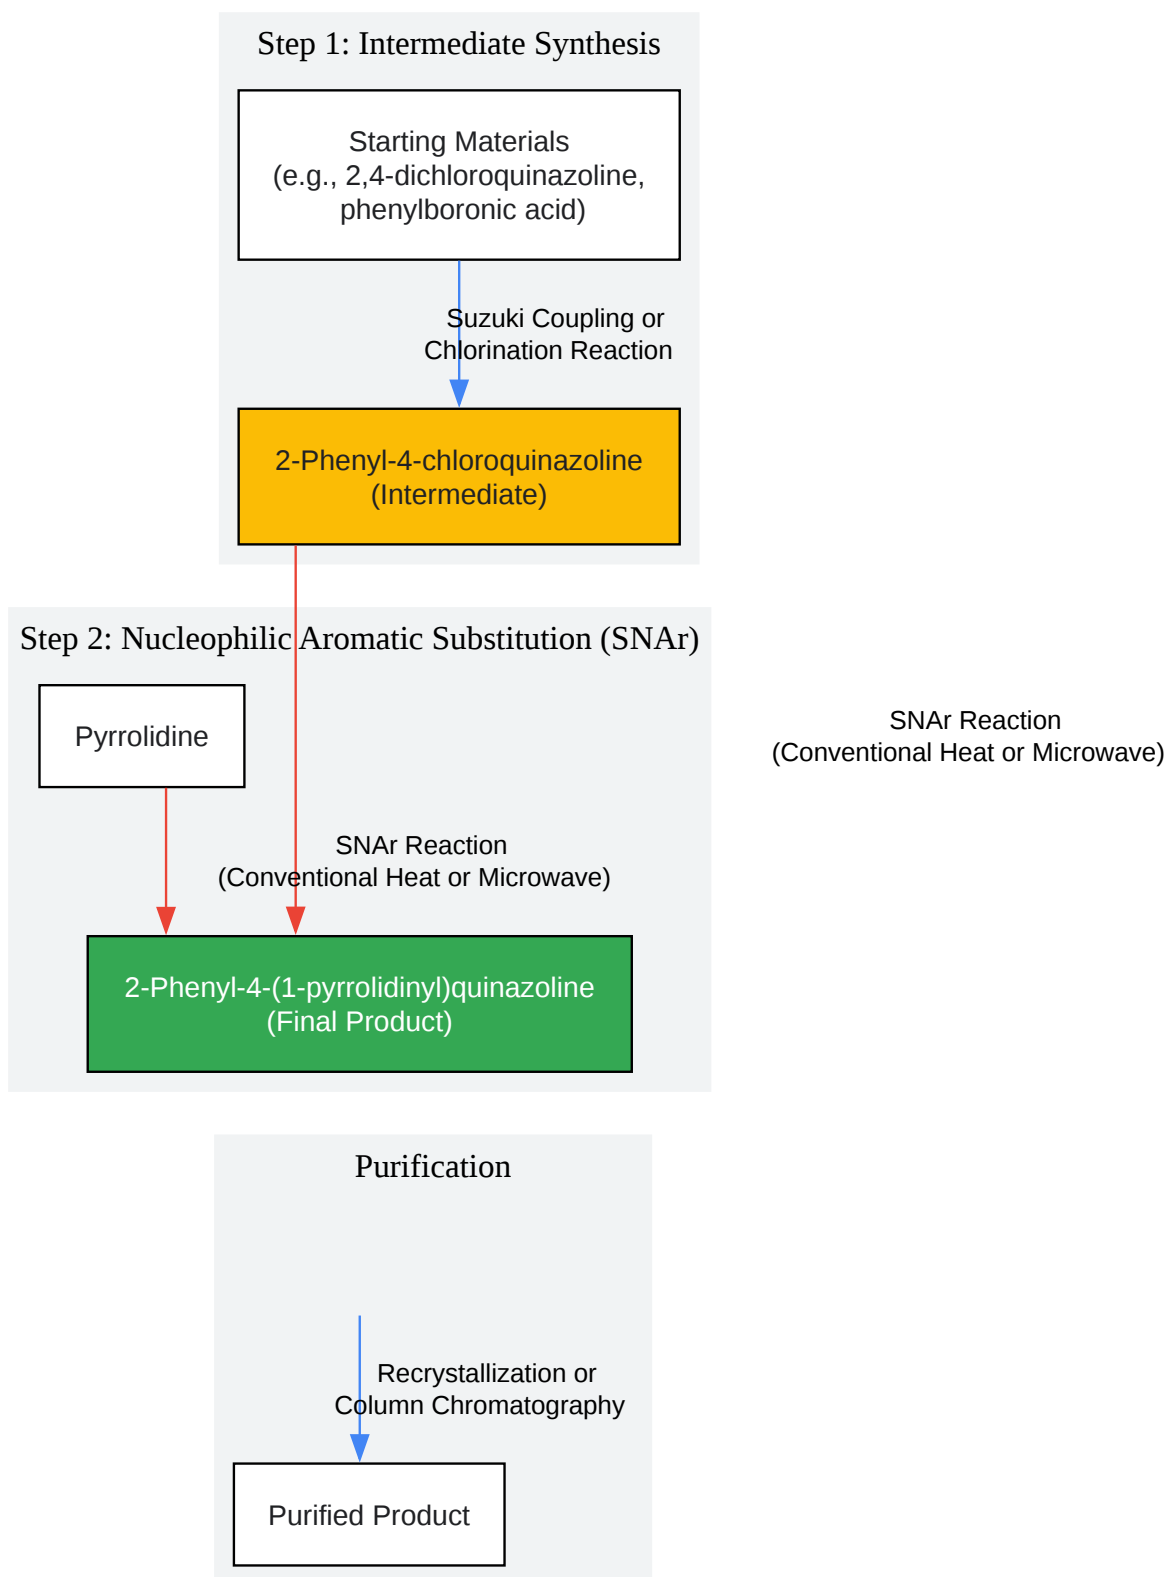 Step 1: Intermediate Synthesis
Starting Materials
(e.g., 2,4-dichloroquinazoline,
phenylboronic acid)
Suzuki Coupling or
Chlorination Reaction
2-Phenyl-4-chloroquinazoline
(Intermediate)
Step 2: Nucleophilic Aromatic Substitution (SNAr)
Pyrrolidine
SNAr Reaction
(Conventional Heat or Microwave)
SNAr Reaction
(Conventional Heat or Microwave)
2-Phenyl-4-(1-pyrrolidinyl)quinazoline
(Final Product)
Purification
Recrystallization or
Column Chromatography
Purified Product